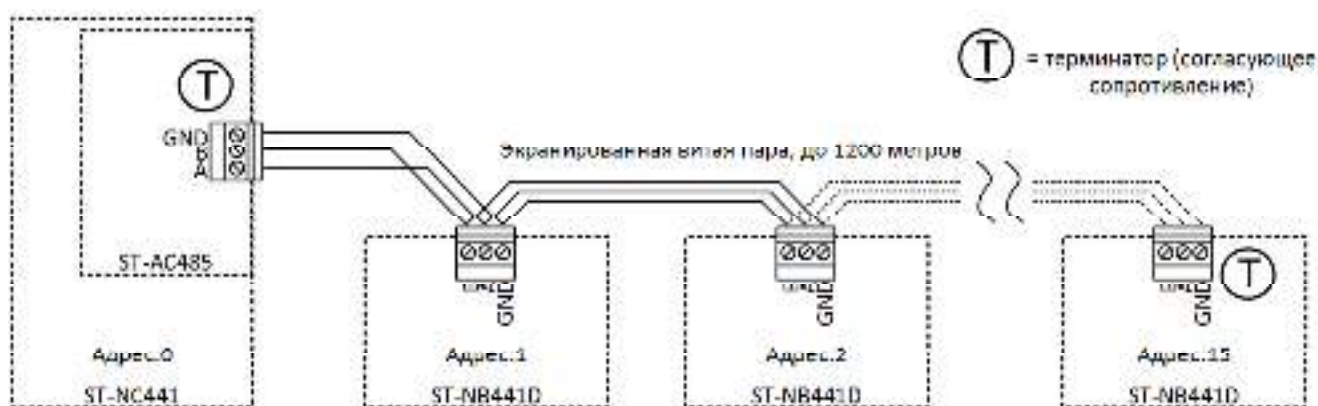 T
T = терминатор (согласующее
сопротивление)
GND
B
A
Экранированная витая пара, до 1200 метров
ST-AC485
GND
GND
GND
T
Адрес:0
Адрес:1
Адрес:2
Адрес:15
ST-NC441
ST-NB441D
ST-NB441D
ST-NB441D